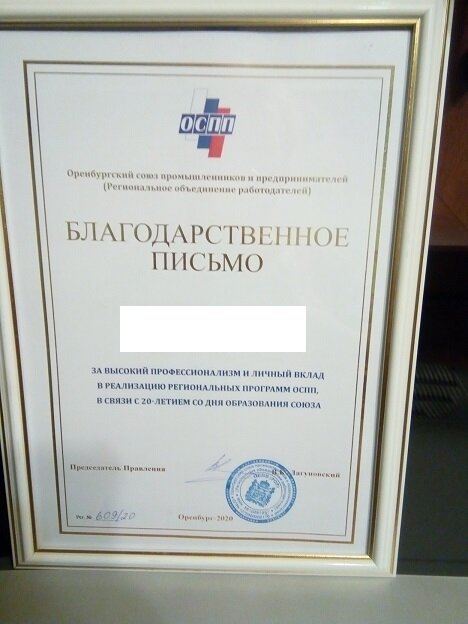 ОСПП
Оренбургский союз промышленников и предпринимателей
(Региональное объединение работодателей)
БЛАГОДАРСТВЕННОЕ
ПИСЬМО
ЗА ВЫСОКИЙ ПРОФЕССИОНАЛИЗМ И ЛИЧНЫЙ ВКЛАД
В РЕАЛИЗАЦИЮ РЕГИОНАЛЬНЫХ ПРОГРАММ ОСПП,
В СВЯЗИ С 20-ЛЕТИЕМ СО ДНЯ ОБРАЗОВАНИЯ СОЮЗА
Председатель Правления Лагуновский
Рег. № 609/20 Оренбург-2020